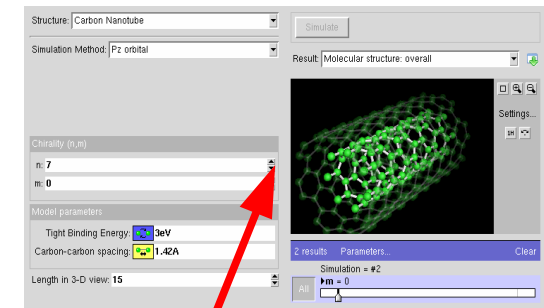 Structure: Carbon Nanotube
Simulation Method: Pz orbital
Chirality (n,m)
n: 7
m: 0
Model parameters
Tight Binding Energy: 3eV
Carbon-carbon spacing: 1.42A
Length in 3-D view: 15
Simulate
Result: Molecular structure: overall
Settings...
2 results Parameters... Clear
Simulation = #2
All
m = 0